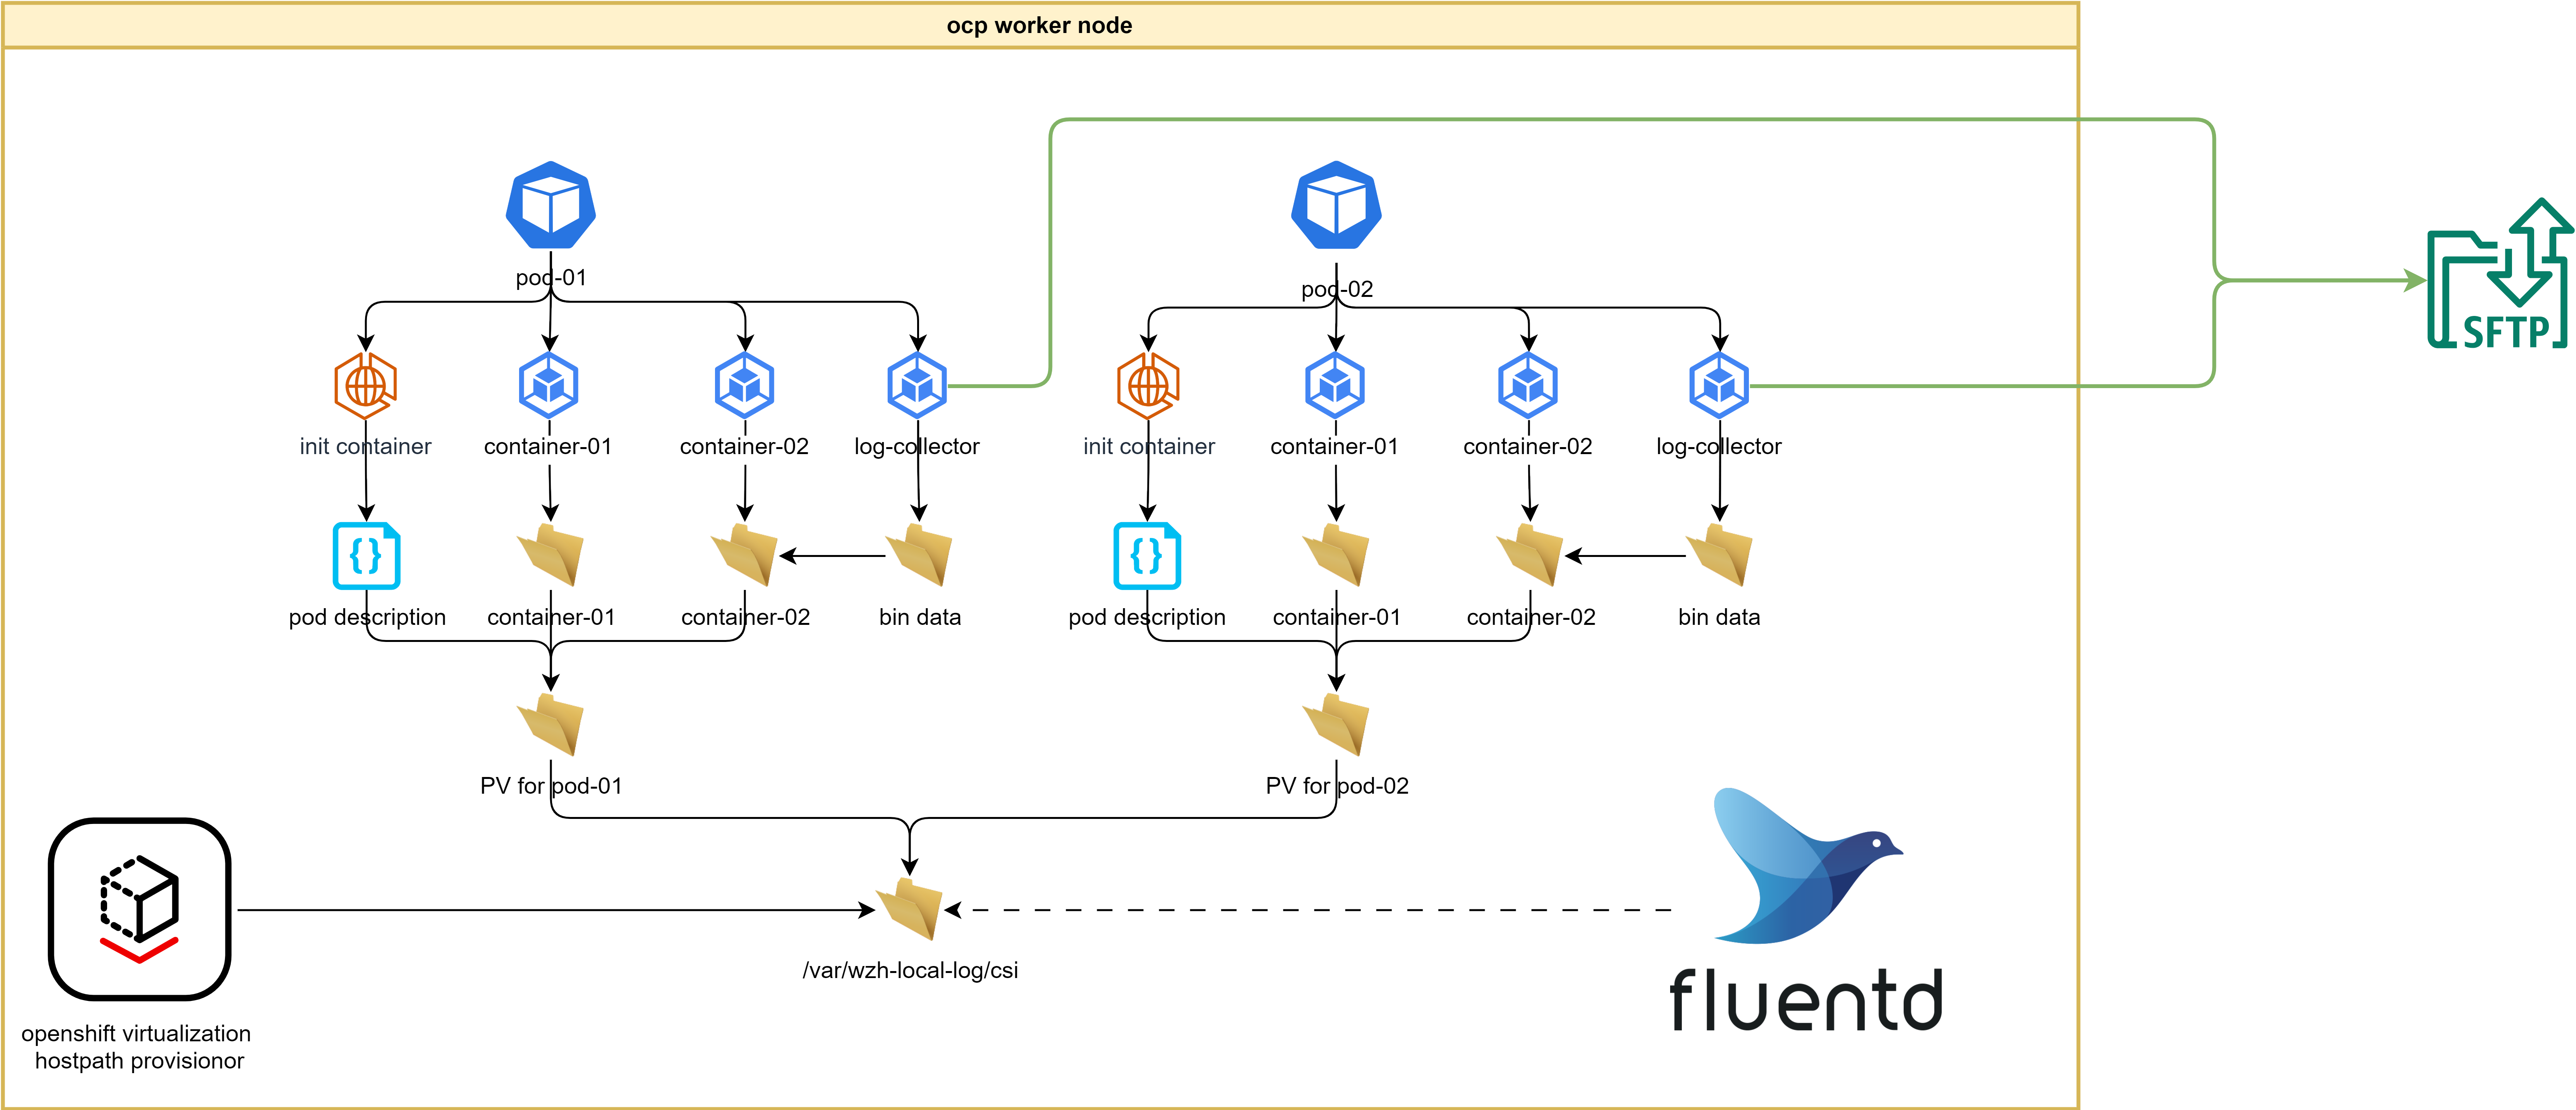 ocp worker node
pod-01
pod-02
SFTP
init container
container-01
container-02
log-collector
init container
container-01
container-02
log-collector
pod description
container-01
container-02
bin data
pod description
container-01
container-02
bin data
PV for pod-01
PV for pod-02
/var/wzh-local-log/csi
fluentd
openshift virtualization
hostpath provisionor